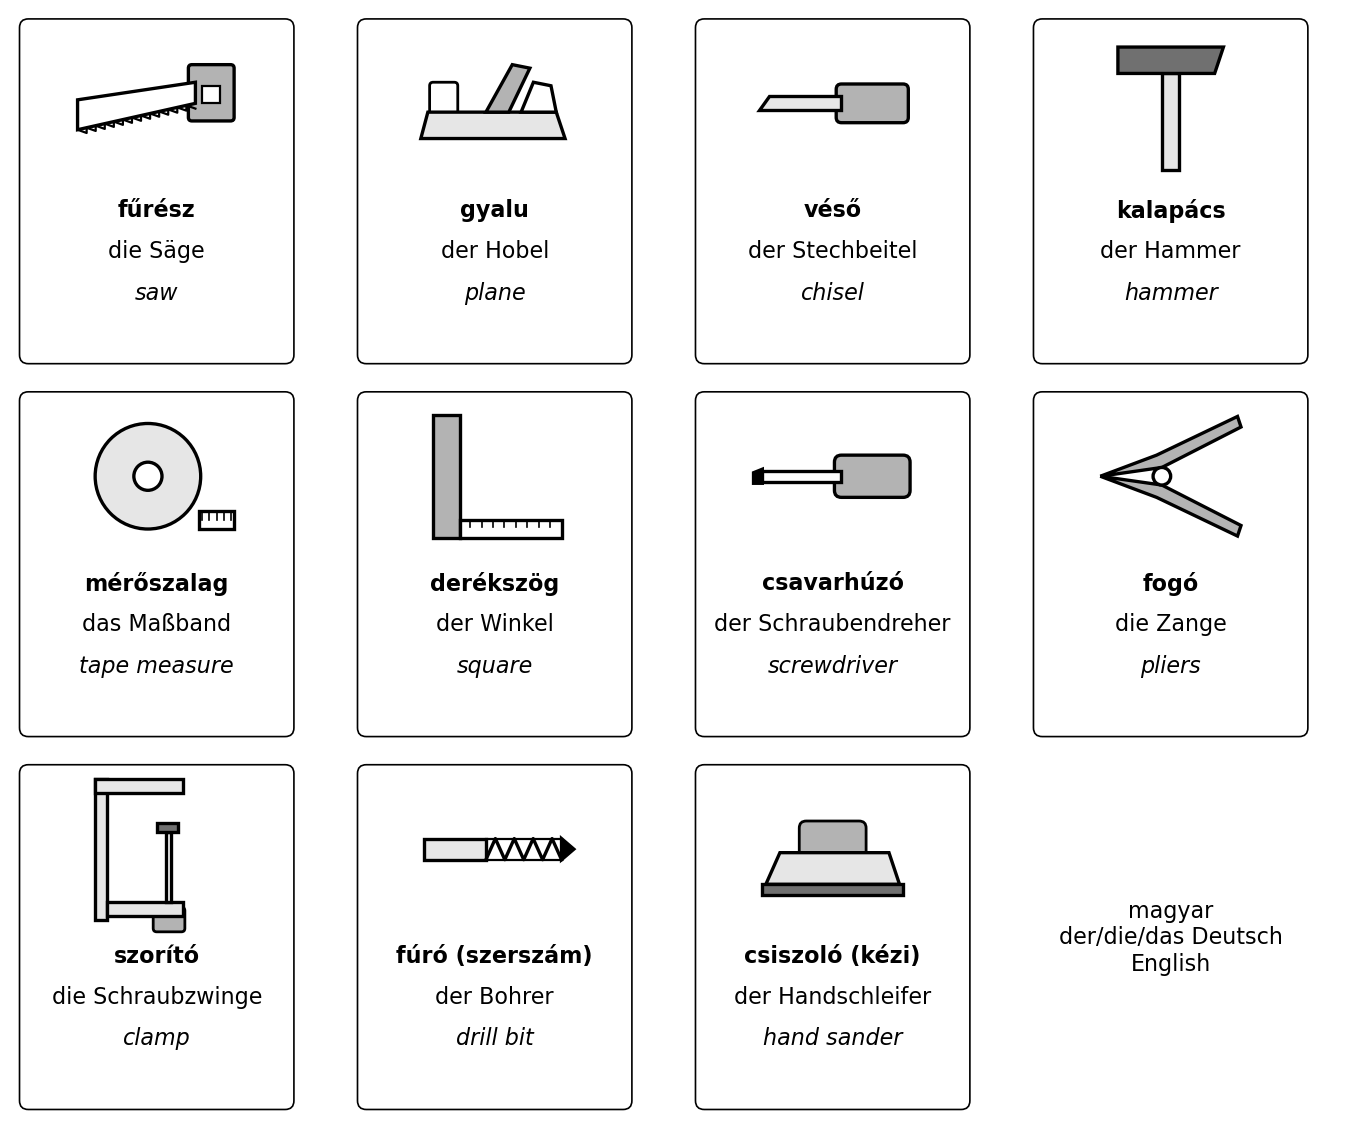 fűrész
die Säge
saw
gyalu
der Hobel
plane
véső
der Stechbeitel
chisel
kalapács
der Hammer
hammer
mérőszalag
das Maßband
tape measure
derékszög
der Winkel
square
csavarhúzó
der Schraubendreher
screwdriver
fogó
die Zange
pliers
szorító
die Schraubzwinge
clamp
fúró (szerszám)
der Bohrer
drill bit
csiszoló (kézi)
der Handschleifer
hand sander
magyar
der/die/das Deutsch
English